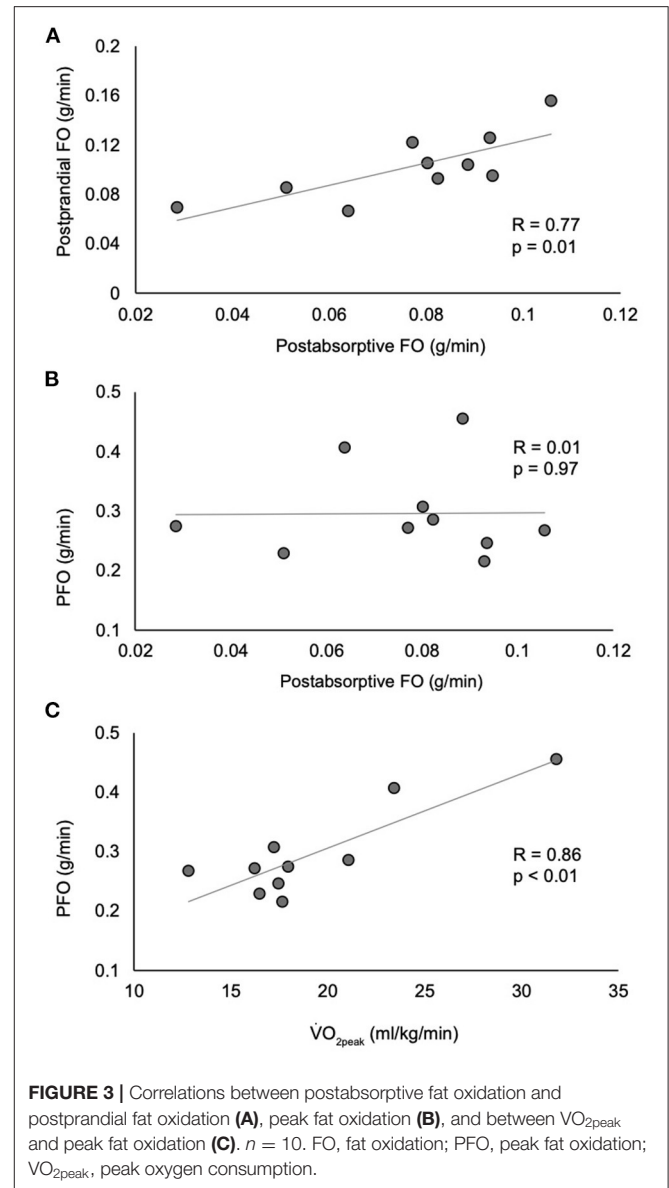 A
0.2
0.16
0.12
0.08
0.04
0
Postprandial FO (g/min)
R = 0.77
p = 0.01
0.02 0.04 0.06 0.08 0.1 0.12
Postabsorptive FO (g/min)
B
0.5
0.4
0.3
0.2
0.1
PFO (g/min)
R = 0.01
p = 0.97
0.02 0.04 0.06 0.08 0.1 0.12
Postabsorptive FO (g/min)
C
0.5
0.4
0.3
0.2
0.1
PFO (g/min)
R = 0.86
p < 0.01
10 15 20 25 30 35
V̇O₂peak (ml/kg/min)
FIGURE 3 | Correlations between postabsorptive fat oxidation and
postprandial fat oxidation (A), peak fat oxidation (B), and between VO₂peak
and peak fat oxidation (C). n = 10. FO, fat oxidation; PFO, peak fat oxidation;
VO₂peak, peak oxygen consumption.